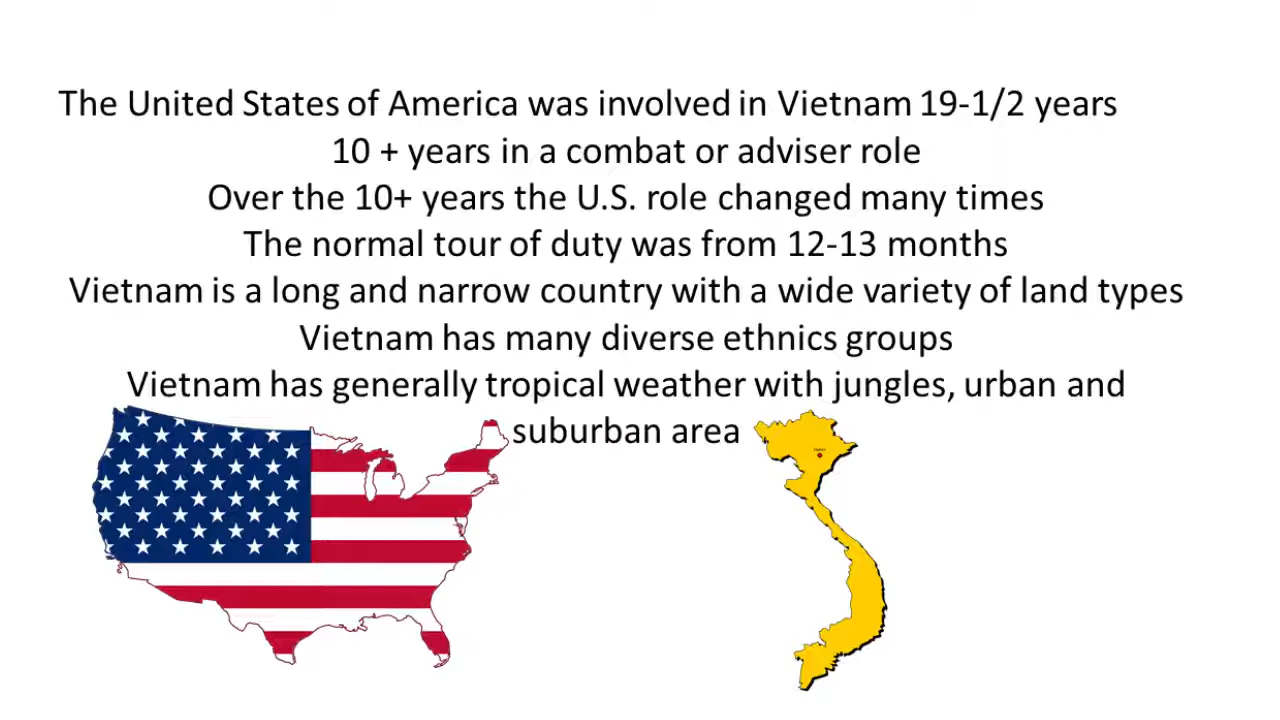 The United States of America was involved in Vietnam 19-1/2 years
10 + years in a combat or adviser role
Over the 10+ years the U.S. role changed many times
The normal tour of duty was from 12-13 months
Vietnam is a long and narrow country with a wide variety of land types
Vietnam has many diverse ethnics groups
Vietnam has generally tropical weather with jungles, urban and
suburban area